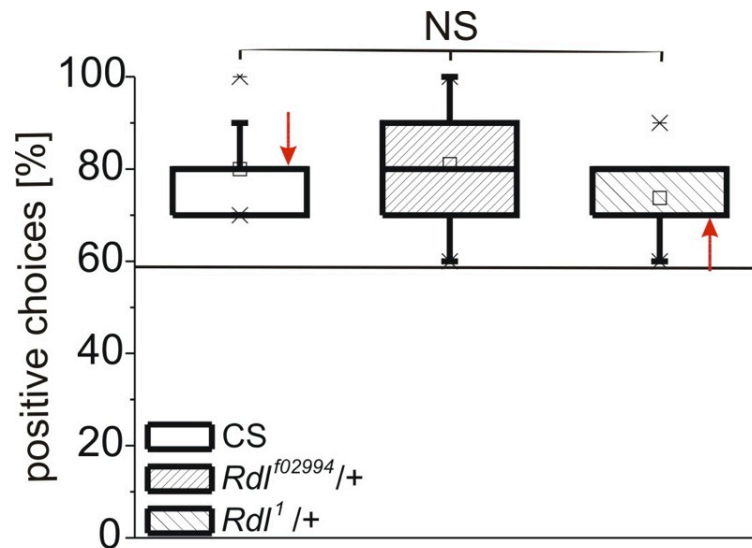 NS
positive choices [%]
100
80
60
40
20
0
CS
Rdl^f02994/+
Rdl^1/+